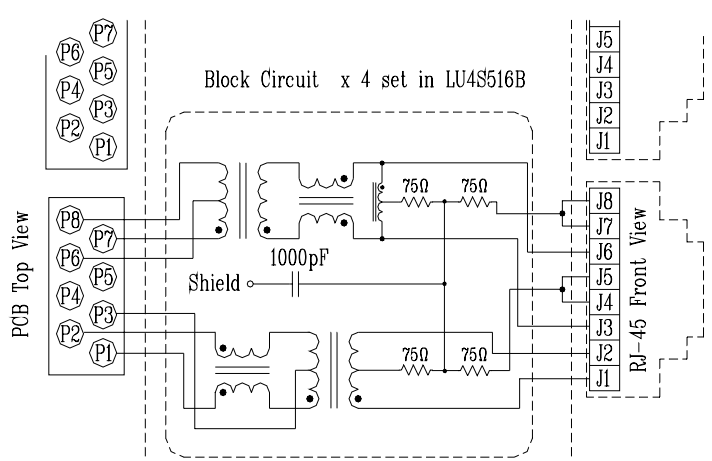 P7
P6
P5
P4
P3
P2
P1
Block Circuit x 4 set in LU4S516B
J5
J4
J3
J2
J1
PCB Top View
P8
P7
P6
P5
P4
P3
P2
P1
75Ω 75Ω
1000pF
Shield
75Ω 75Ω
J8
J7
J6
J5
J4
J3
J2
J1
RJ-45 Front View